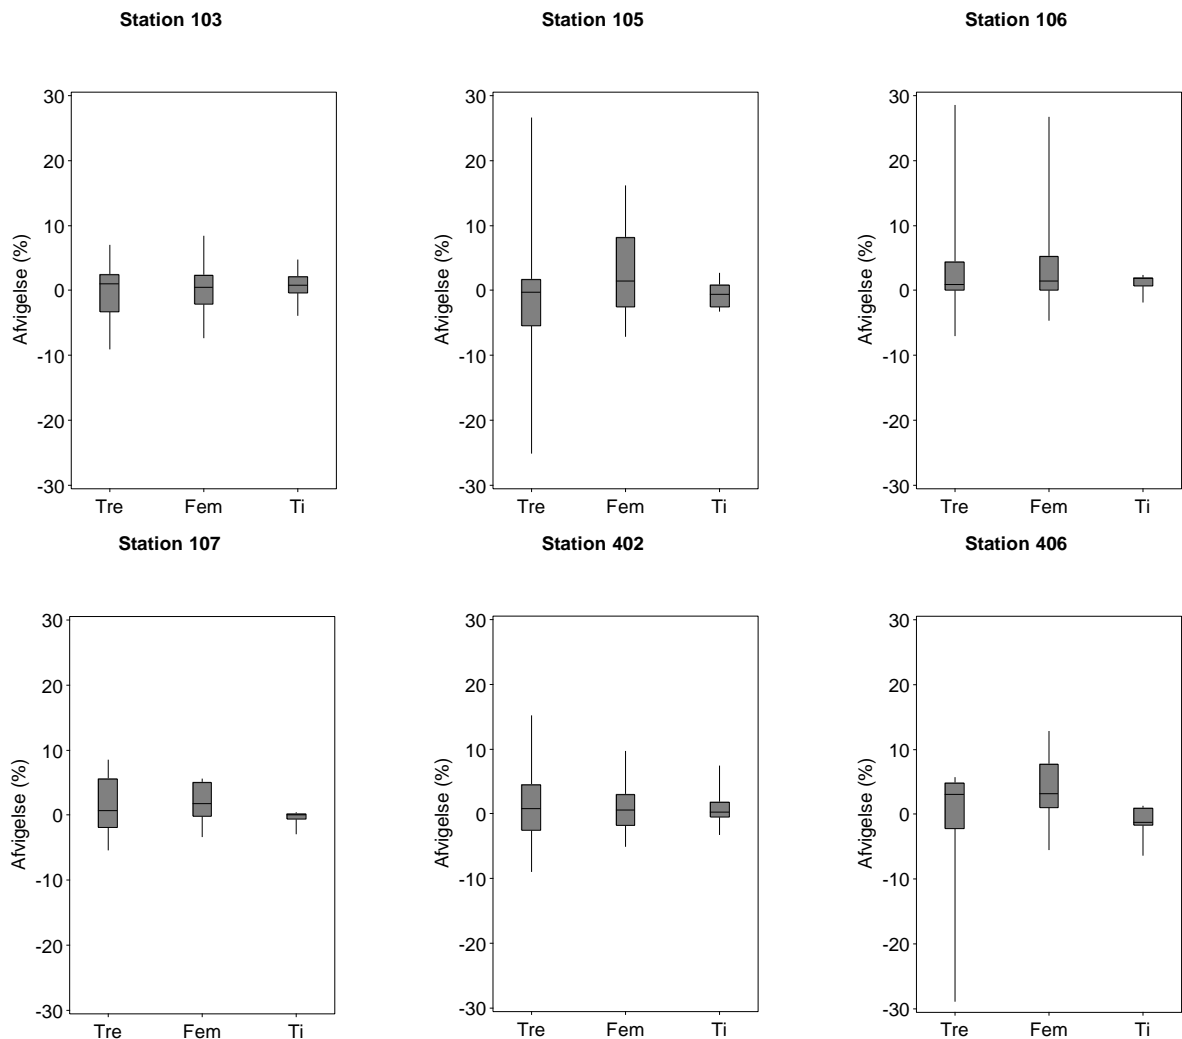 Station 103
Station 105
Station 106
Afvigelse (%)
30
20
10
0
-10
-20
-30
Tre Fem Ti
Afvigelse (%)
30
20
10
0
-10
-20
-30
Tre Fem Ti
Afvigelse (%)
30
20
10
0
-10
-20
-30
Tre Fem Ti
Station 107
Station 402
Station 406
Afvigelse (%)
30
20
10
0
-10
-20
-30
Tre Fem Ti
Afvigelse (%)
30
20
10
0
-10
-20
-30
Tre Fem Ti
Afvigelse (%)
30
20
10
0
-10
-20
-30
Tre Fem Ti